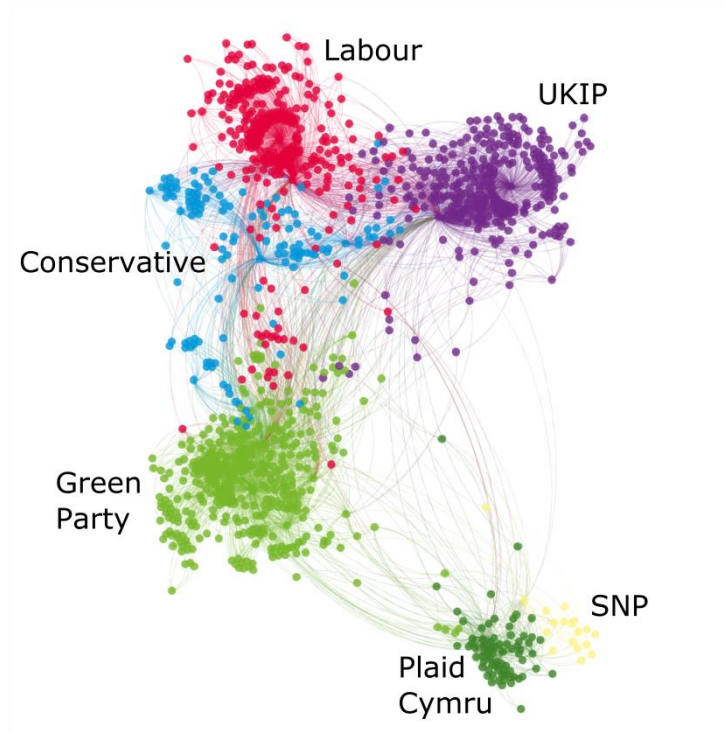 Labour
UKIP
Conservative
Green
Party
SNP
Plaid
Cymru